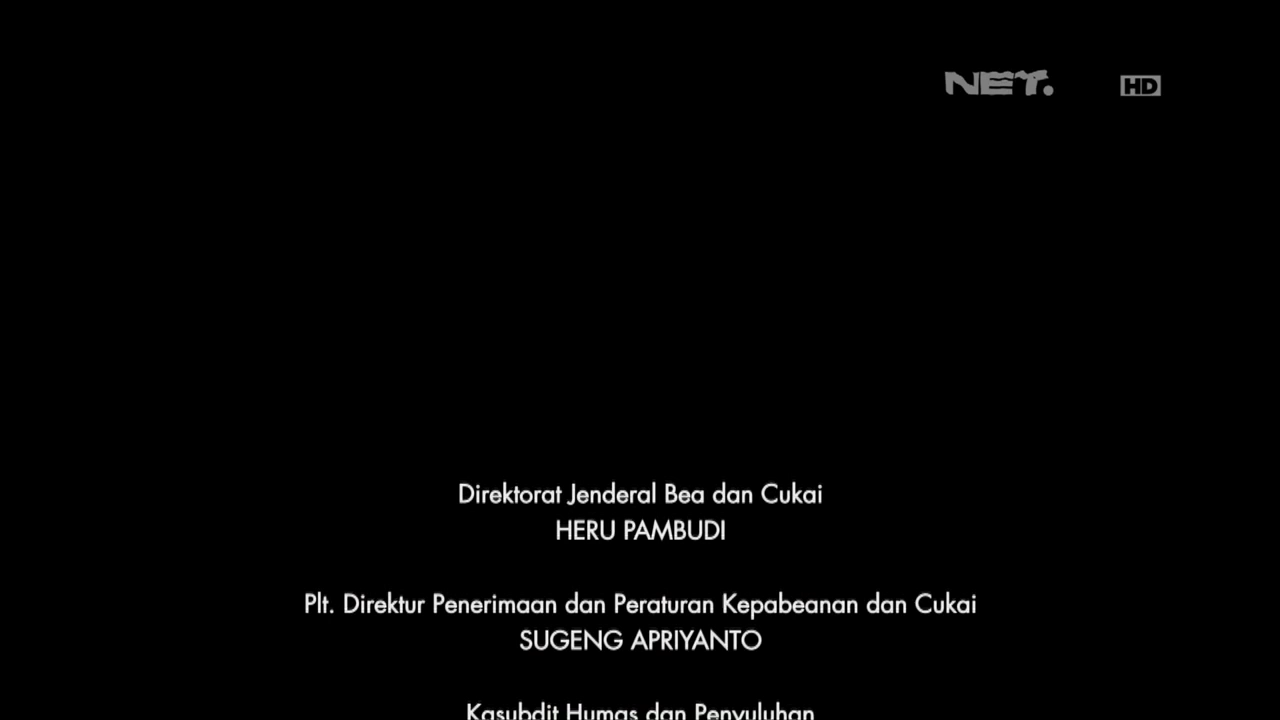 NET. HD
Direktorat Jenderal Bea dan Cukai
HERU PAMBUDI
Plt. Direktur Penerimaan dan Peraturan Kepabeanan dan Cukai
SUGENG APRIYANTO
Kasubdit Humas dan Penyuluhan